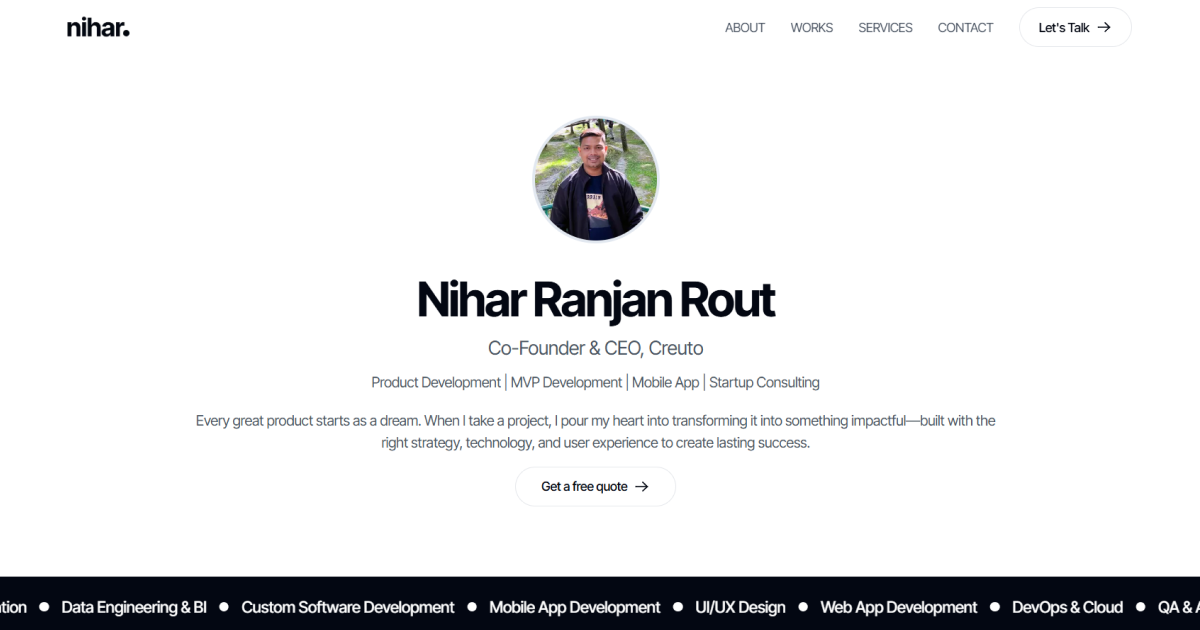 nihar.
ABOUT WORKS SERVICES CONTACT Let's Talk →
Nihar Ranjan Rout
Co-Founder & CEO, Creuto
Product Development | MVP Development | Mobile App | Startup Consulting
Every great product starts as a dream. When I take a project, I pour my heart into transforming it into something impactful—built with the
right strategy, technology, and user experience to create lasting success.
Get a free quote →
tion ● Data Engineering & BI ● Custom Software Development ● Mobile App Development ● UI/UX Design ● Web App Development ● DevOps & Cloud ● QA &